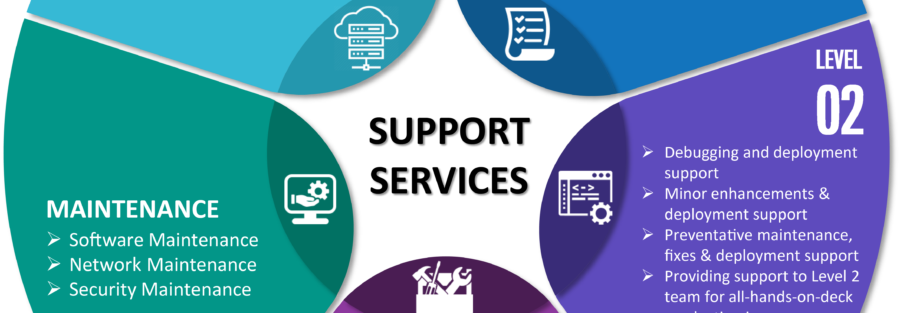 SUPPORT
SERVICES
MAINTENANCE
➢ Software Maintenance
➢ Network Maintenance
➢ Security Maintenance
LEVEL
02
➢ Debugging and deployment
support
➢ Minor enhancements &
deployment support
➢ Preventative maintenance,
fixes & deployment support
➢ Providing support to Level 2
team for all-hands-on-deck